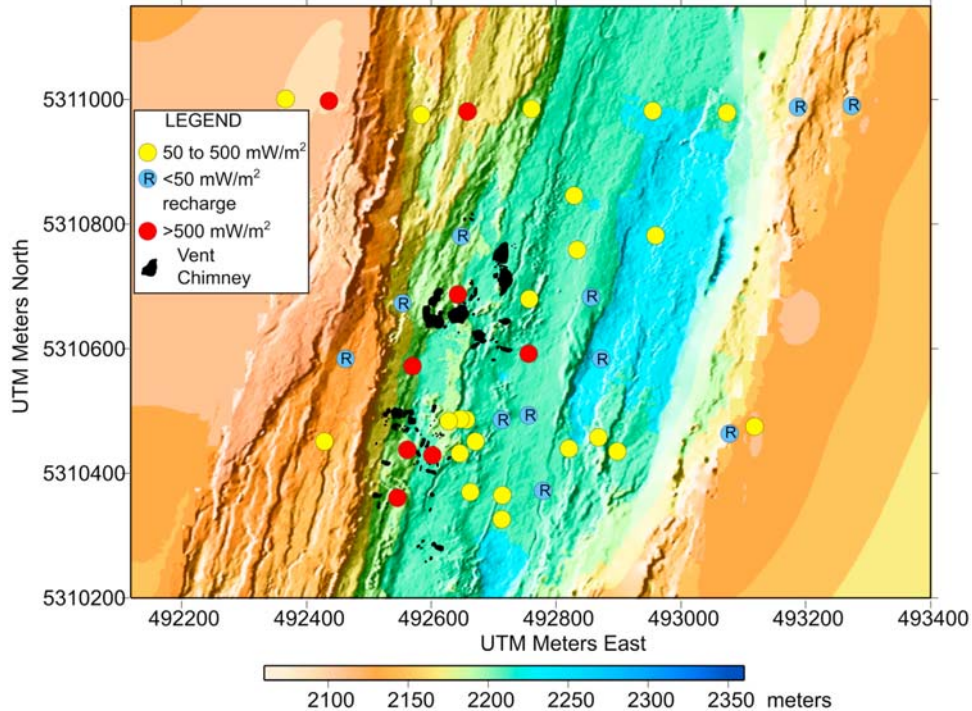 5311000
5310800
5310600
5310400
5310200
UTM Meters North
LEGEND
50 to 500 mW/m²
R <50 mW/m²
recharge
>500 mW/m²
Vent
Chimney
R R
R
R R
R R
R R
R
R
492200 492400 492600 492800 493000 493200 493400
UTM Meters East
2100 2150 2200 2250 2300 2350 meters